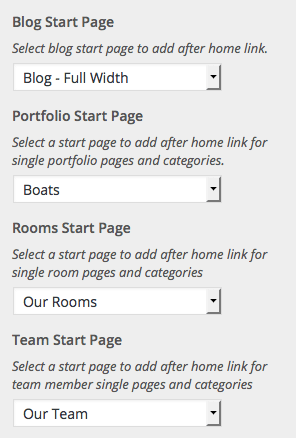 Blog Start Page
Select blog start page to add after home link.
Blog - Full Width
Portfolio Start Page
Select a start page to add after home link for
single portfolio pages and categories.
Boats
Rooms Start Page
Select a start page to add after home link for
single room pages and categories
Our Rooms
Team Start Page
Select a start page to add after home link for
team member single pages and categories
Our Team